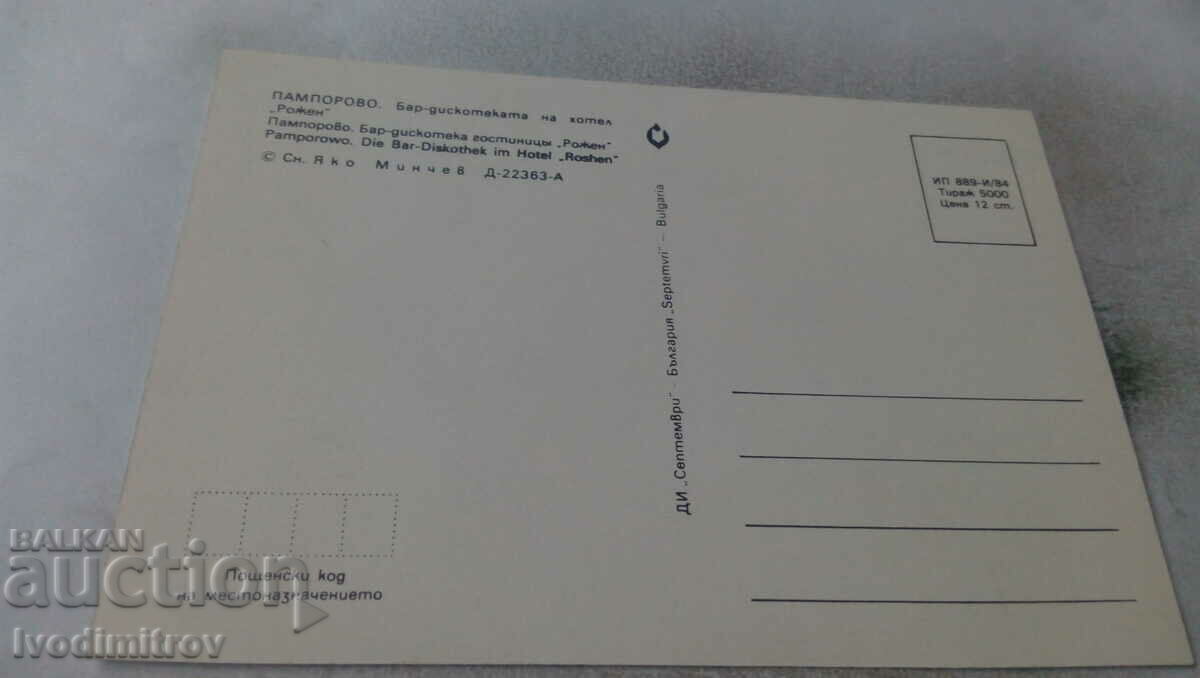 ПАМПОРОВО. Бар-дискотеката на хотел
„Рожен"
Пампорово. Бар-дискотека гостиницы „Рожен"
Pamporowo. Die Bar-Diskothek im Hotel „Roshen"
© Сн. Яко Минчев Д-22363-А
ИП 889-И/84
Тираж 5000
Цена 12 ст.
ДИ „Септември" - България „Septemvri" - Bulgaria
Пощенски код
на местоназначението
BALKAN
auction
Ivodimitrov